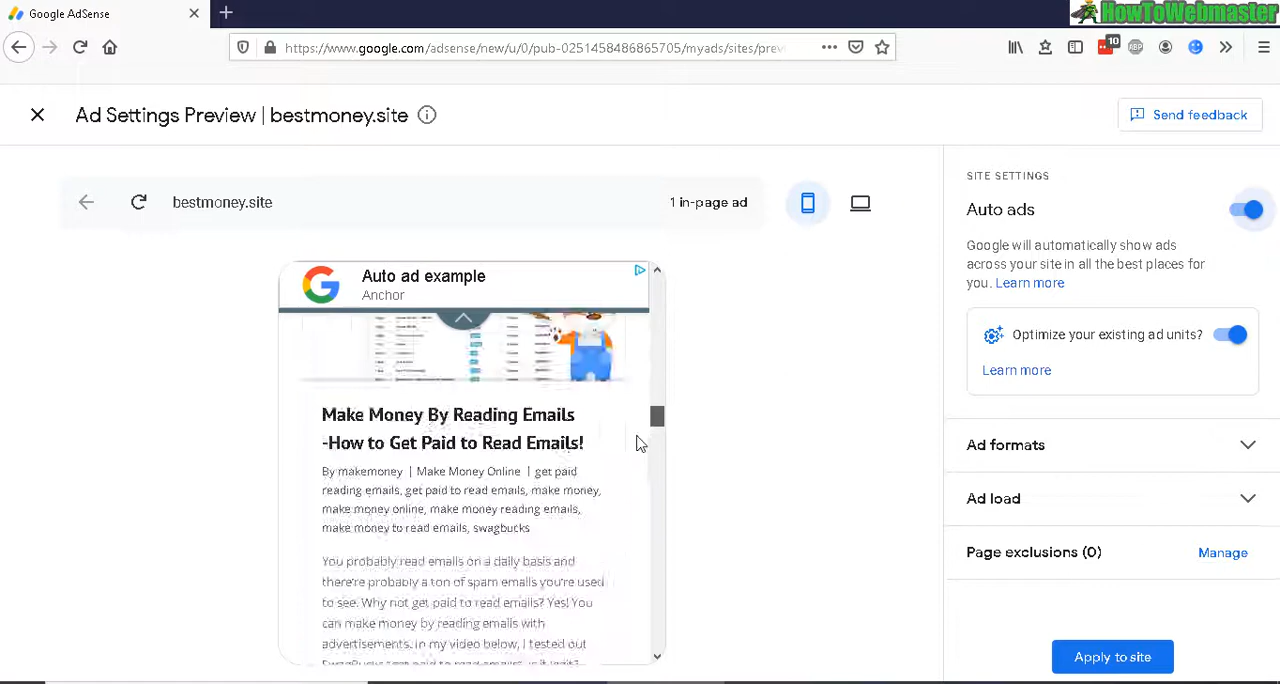 Google AdSense
HowToWebmaster
https://www.google.com/adsense/new/u/0/pub-0251458486865705/myads/sites/prev
10
ABP
Ad Settings Preview | bestmoney.site
Send feedback
bestmoney.site
1 in-page ad
Auto ad example
Anchor
Make Money By Reading Emails
-How to Get Paid to Read Emails!
By makemoney | Make Money Online | get paid
reading emails, get paid to read emails, make money,
make money online, make money reading emails,
make money to read emails, swagbucks
You probably read emails on a daily basis and
there're probably a ton of spam emails you're used
to see. Why not get paid to read emails? Yes! You
can make money by reading emails with
advertisements. In my video below, I tested out
SITE SETTINGS
Auto ads
Google will automatically show ads
across your site in all the best places for
you. Learn more
Optimize your existing ad units?
Learn more
Ad formats
Ad load
Page exclusions (0)
Manage
Apply to site